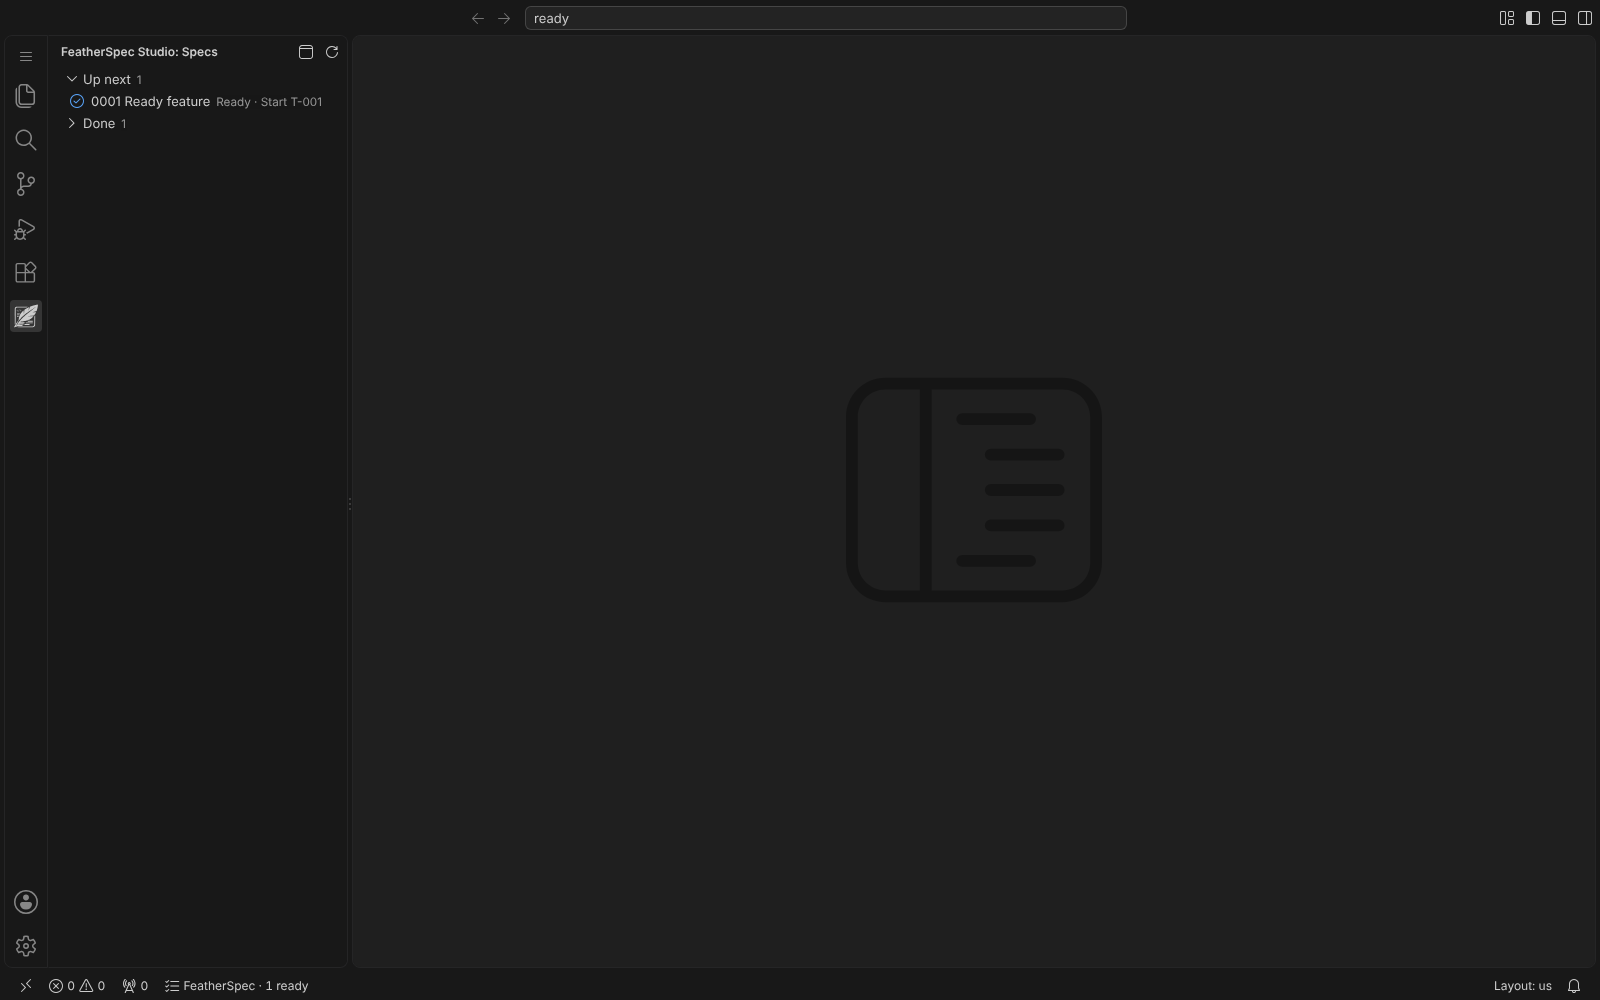 ready
FeatherSpec Studio: Specs
Up next 1
0001 Ready feature Ready · Start T-001
Done 1
0 0 0 FeatherSpec · 1 ready
Layout: us